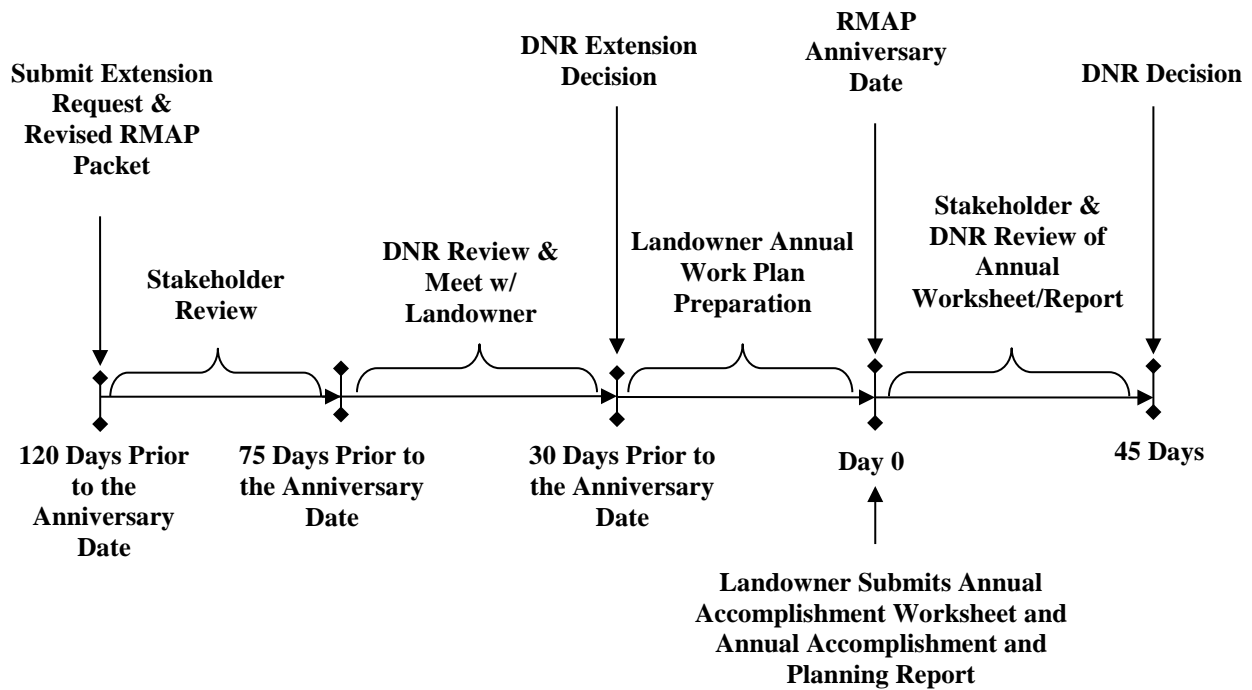 Submit Extension
Request &
Revised RMAP
Packet
DNR Extension
Decision
RMAP
Anniversary
Date
DNR Decision
Stakeholder
Review
DNR Review &
Meet w/
Landowner
Landowner Annual
Work Plan
Preparation
Stakeholder &
DNR Review of
Annual
Worksheet/Report
120 Days Prior
to the
Anniversary
Date
75 Days Prior to
the Anniversary
Date
30 Days Prior to
the Anniversary
Date
Day 0
45 Days
Landowner Submits Annual
Accomplishment Worksheet and
Annual Accomplishment and
Planning Report